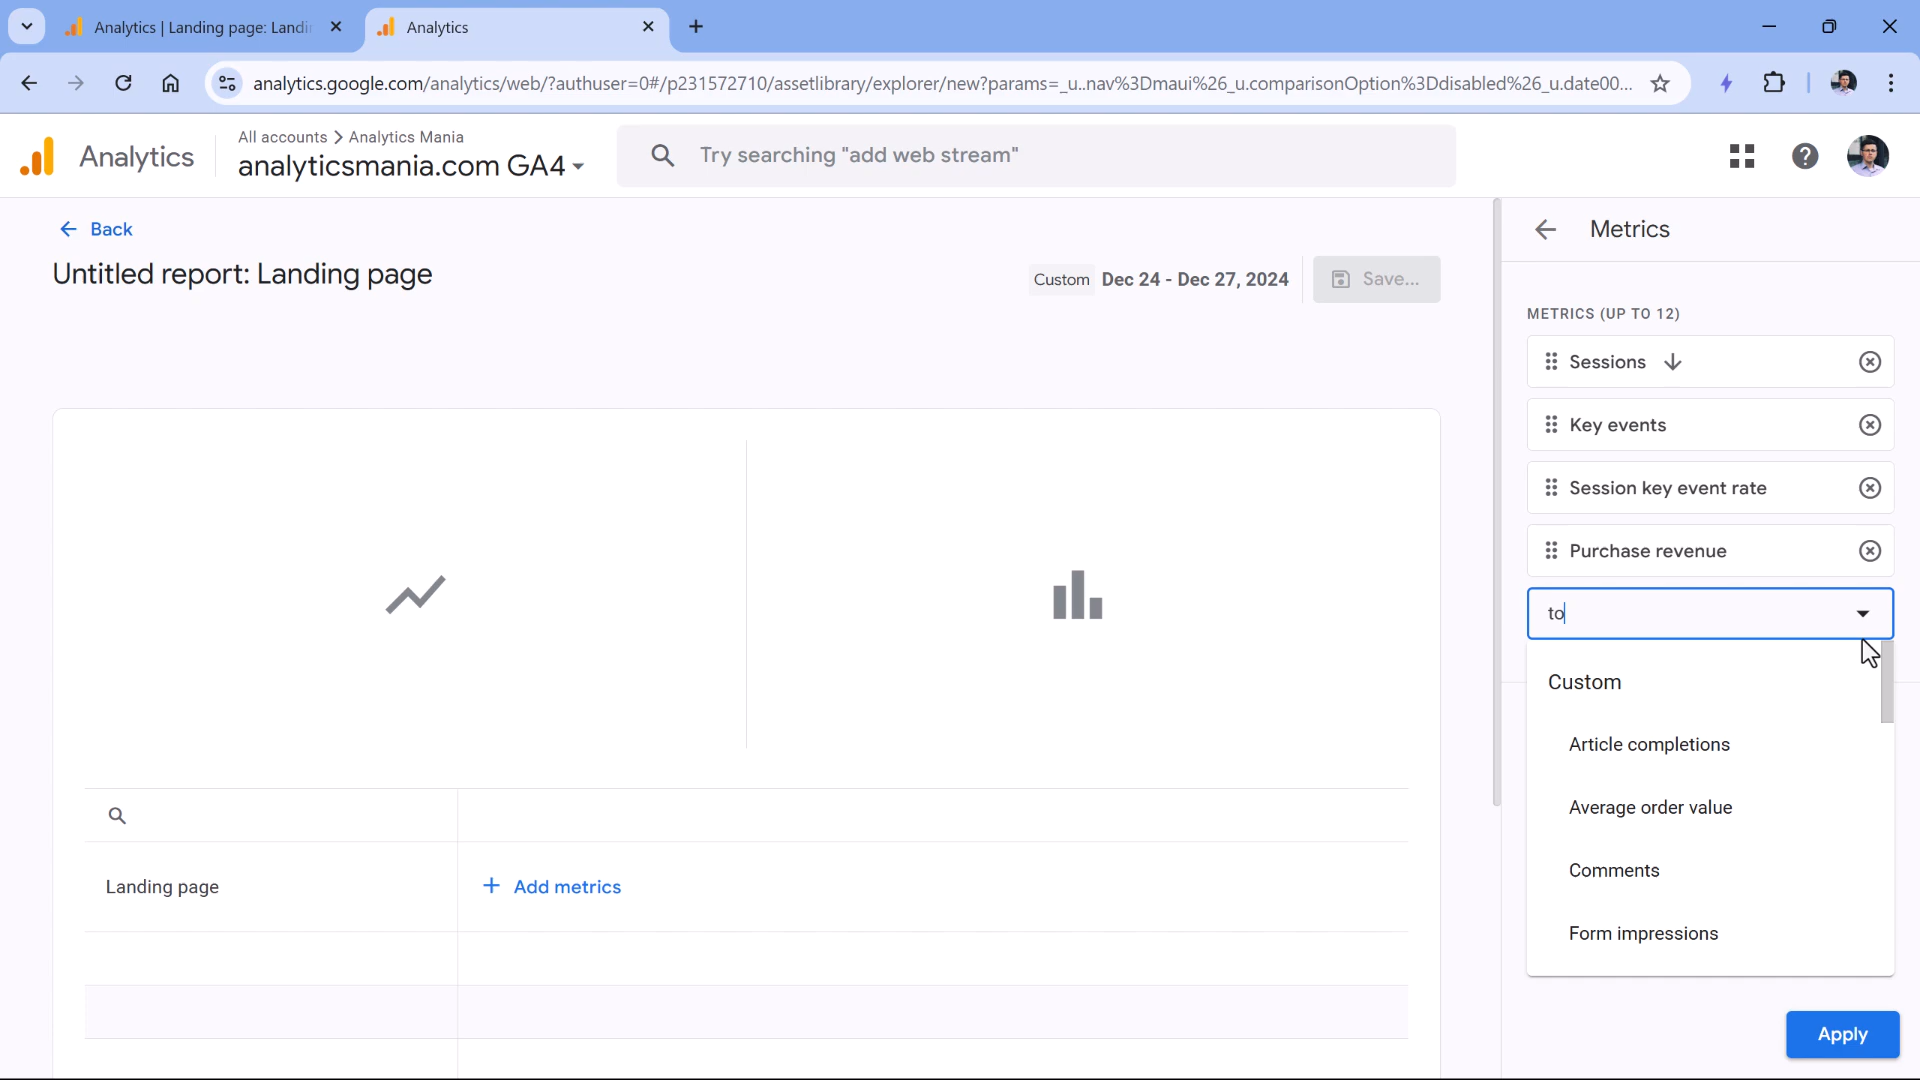 Analytics | Landing page: Landi
Analytics
analytics.google.com/analytics/web/?authuser=0#/p231572710/assetlibrary/explorer/new?params=_u..nav%3Dmaui%26_u.comparisonOption%3Ddisabled%26_u.date00...
Analytics
All accounts > Analytics Mania
analyticsmania.com GA4
Try searching "add web stream"
Back
Untitled report: Landing page
Custom Dec 24 - Dec 27, 2024
Save...
Landing page
Add metrics
Metrics
METRICS (UP TO 12)
Sessions
Key events
Session key event rate
Purchase revenue
to
Custom
Article completions
Average order value
Comments
Form impressions
Apply